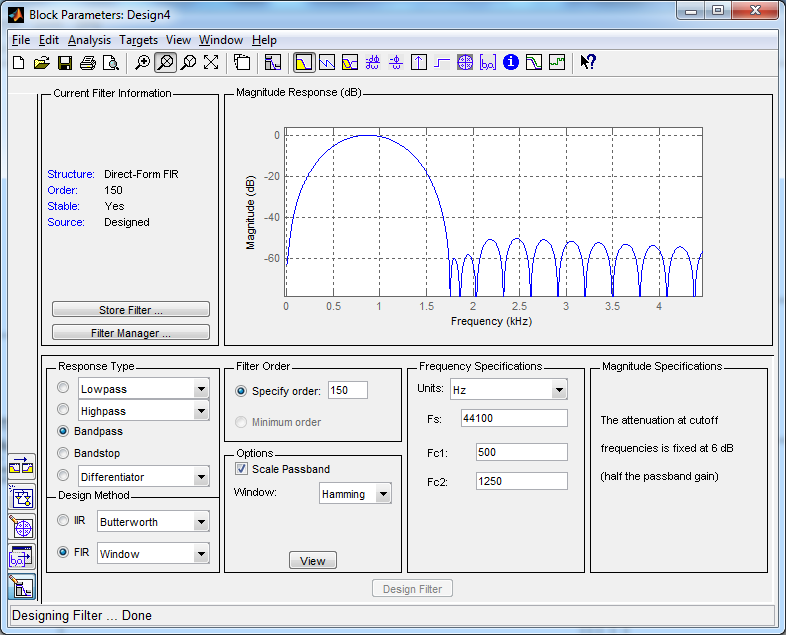 Block Parameters: Design4
File Edit Analysis Targets View Window Help
Current Filter Information
Structure: Direct-Form FIR
Order: 150
Stable: Yes
Source: Designed
Store Filter ...
Filter Manager ...
Magnitude Response (dB)
Magnitude (dB)
0
-20
-40
-60
0 0.5 1 1.5 2 2.5 3 3.5 4
Frequency (kHz)
Response Type
Lowpass
Highpass
Bandpass
Bandstop
Differentiator
Design Method
IIR Butterworth
FIR Window
Filter Order
Specify order: 150
Minimum order
Options
Scale Passband
Window: Hamming
View
Frequency Specifications
Units: Hz
Fs: 44100
Fc1: 500
Fc2: 1250
Magnitude Specifications
The attenuation at cutoff
frequencies is fixed at 6 dB
(half the passband gain)
Design Filter
Designing Filter ... Done